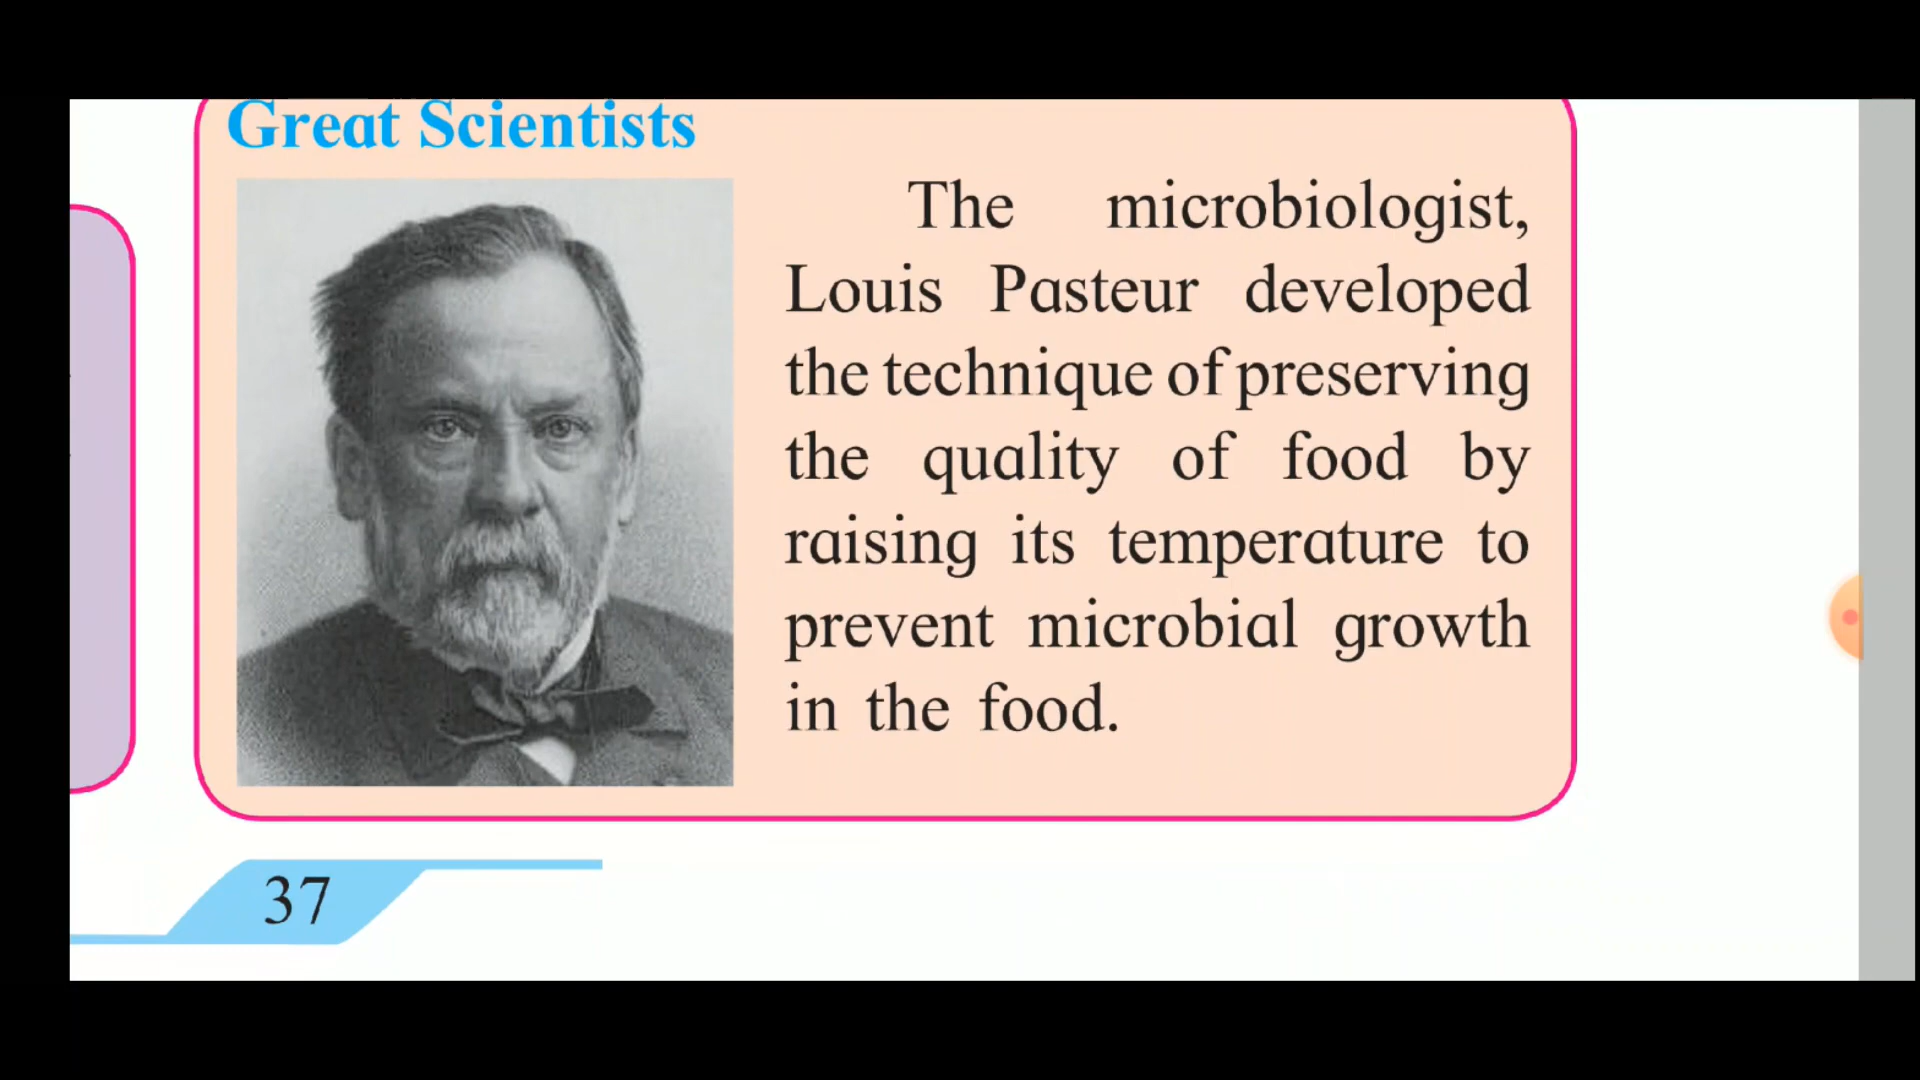 Great Scientists
The microbiologist,
Louis Pasteur developed
the technique of preserving
the quality of food by
raising its temperature to
prevent microbial growth
in the food.
37